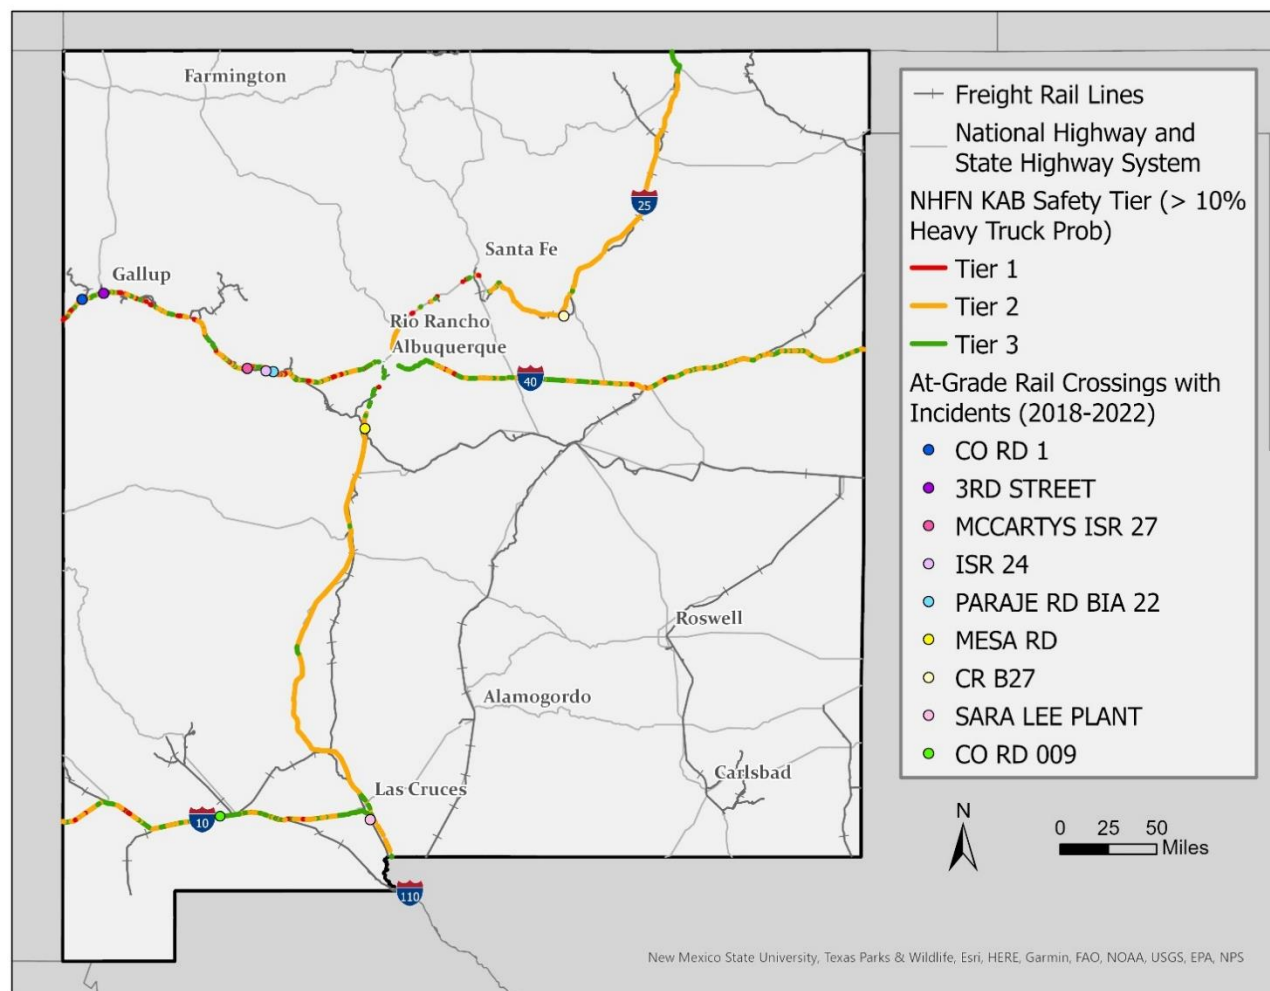 Farmington
25
Santa Fe
Gallup
Rio Rancho
Albuquerque
40
Roswell
Alamogordo
Carlsbad
Las Cruces
10
110
Freight Rail Lines
National Highway and
State Highway System
NHFN KAB Safety Tier (> 10%
Heavy Truck Prob)
Tier 1
Tier 2
Tier 3
At-Grade Rail Crossings with
Incidents (2018-2022)
CO RD 1
3RD STREET
MCCARTYS ISR 27
ISR 24
PARAJE RD BIA 22
MESA RD
CR B27
SARA LEE PLANT
CO RD 009
N
0 25 50
Miles
New Mexico State University, Texas Parks & Wildlife, Esri, HERE, Garmin, FAO, NOAA, USGS, EPA, NPS